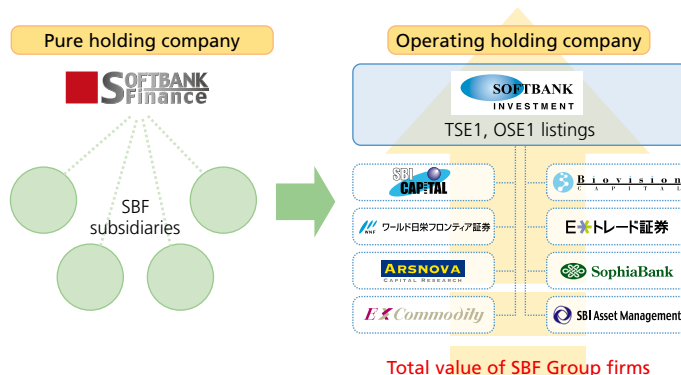 Pure holding company
SOFTBANK
Finance
SBF
subsidiaries
Operating holding company
SOFTBANK
INVESTMENT
TSE1, OSE1 listings
SBI
CAPITAL
Biovision
CAPITAL
WNF ワールド日栄フロンティア証券
E*トレード証券
ARSNOVA
CAPITAL RESEARCH
SophiaBank
EXCommodity
SBI Asset Management
Total value of SBF Group firms